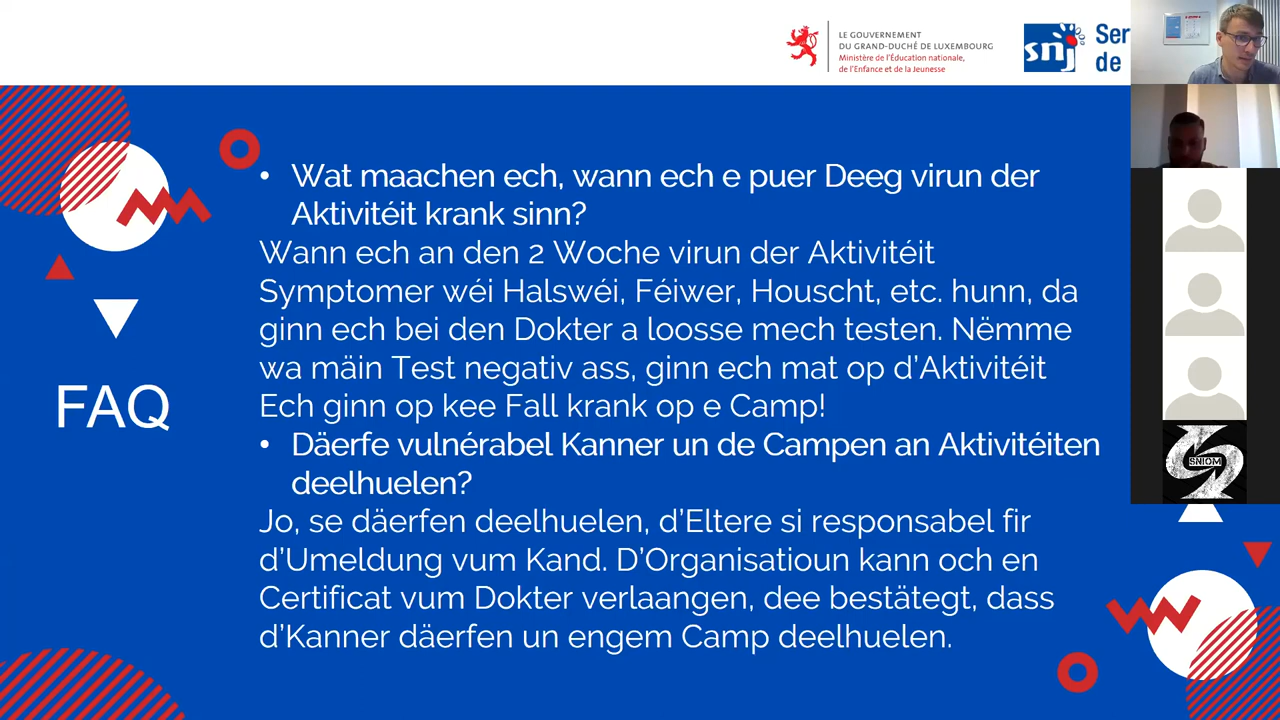 LE GOUVERNEMENT
DU GRAND-DUCHÉ DE LUXEMBOURG
Ministère de l'Éducation nationale,
de l'Enfance et de la Jeunesse
snj
Ser
de
• Wat maachen ech, wann ech e puer Deeg virun der
Aktivitéit krank sinn?
Wann ech an den 2 Woche virun der Aktivitéit
Symptomer wéi Halswéi, Féiwer, Houscht, etc. hunn, da
ginn ech bei den Dokter a loosse mech testen. Nëmme
wa mäin Test negativ ass, ginn ech mat op d'Aktivitéit
Ech ginn op kee Fall krank op e Camp!
• Däerfe vulnérabel Kanner un de Campen an Aktivitéiten
deelhuelen?
Jo, se däerfen deelhuelen, d'Eltere si responsabel fir
d'Umeldung vum Kand. D'Organisatioun kann och en
Certificat vum Dokter verlaangen, dee bestätegt, dass
d'Kanner däerfen un engem Camp deelhuelen.
FAQ
SNIOM